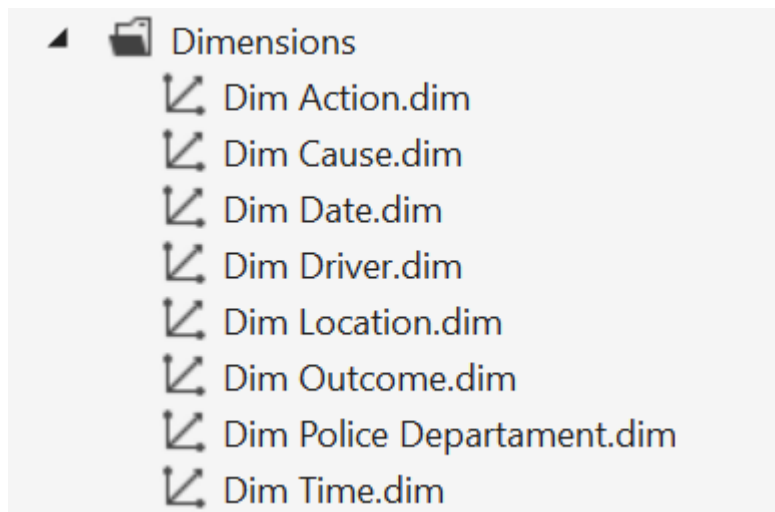 Dimensions
Dim Action.dim
Dim Cause.dim
Dim Date.dim
Dim Driver.dim
Dim Location.dim
Dim Outcome.dim
Dim Police Departament.dim
Dim Time.dim